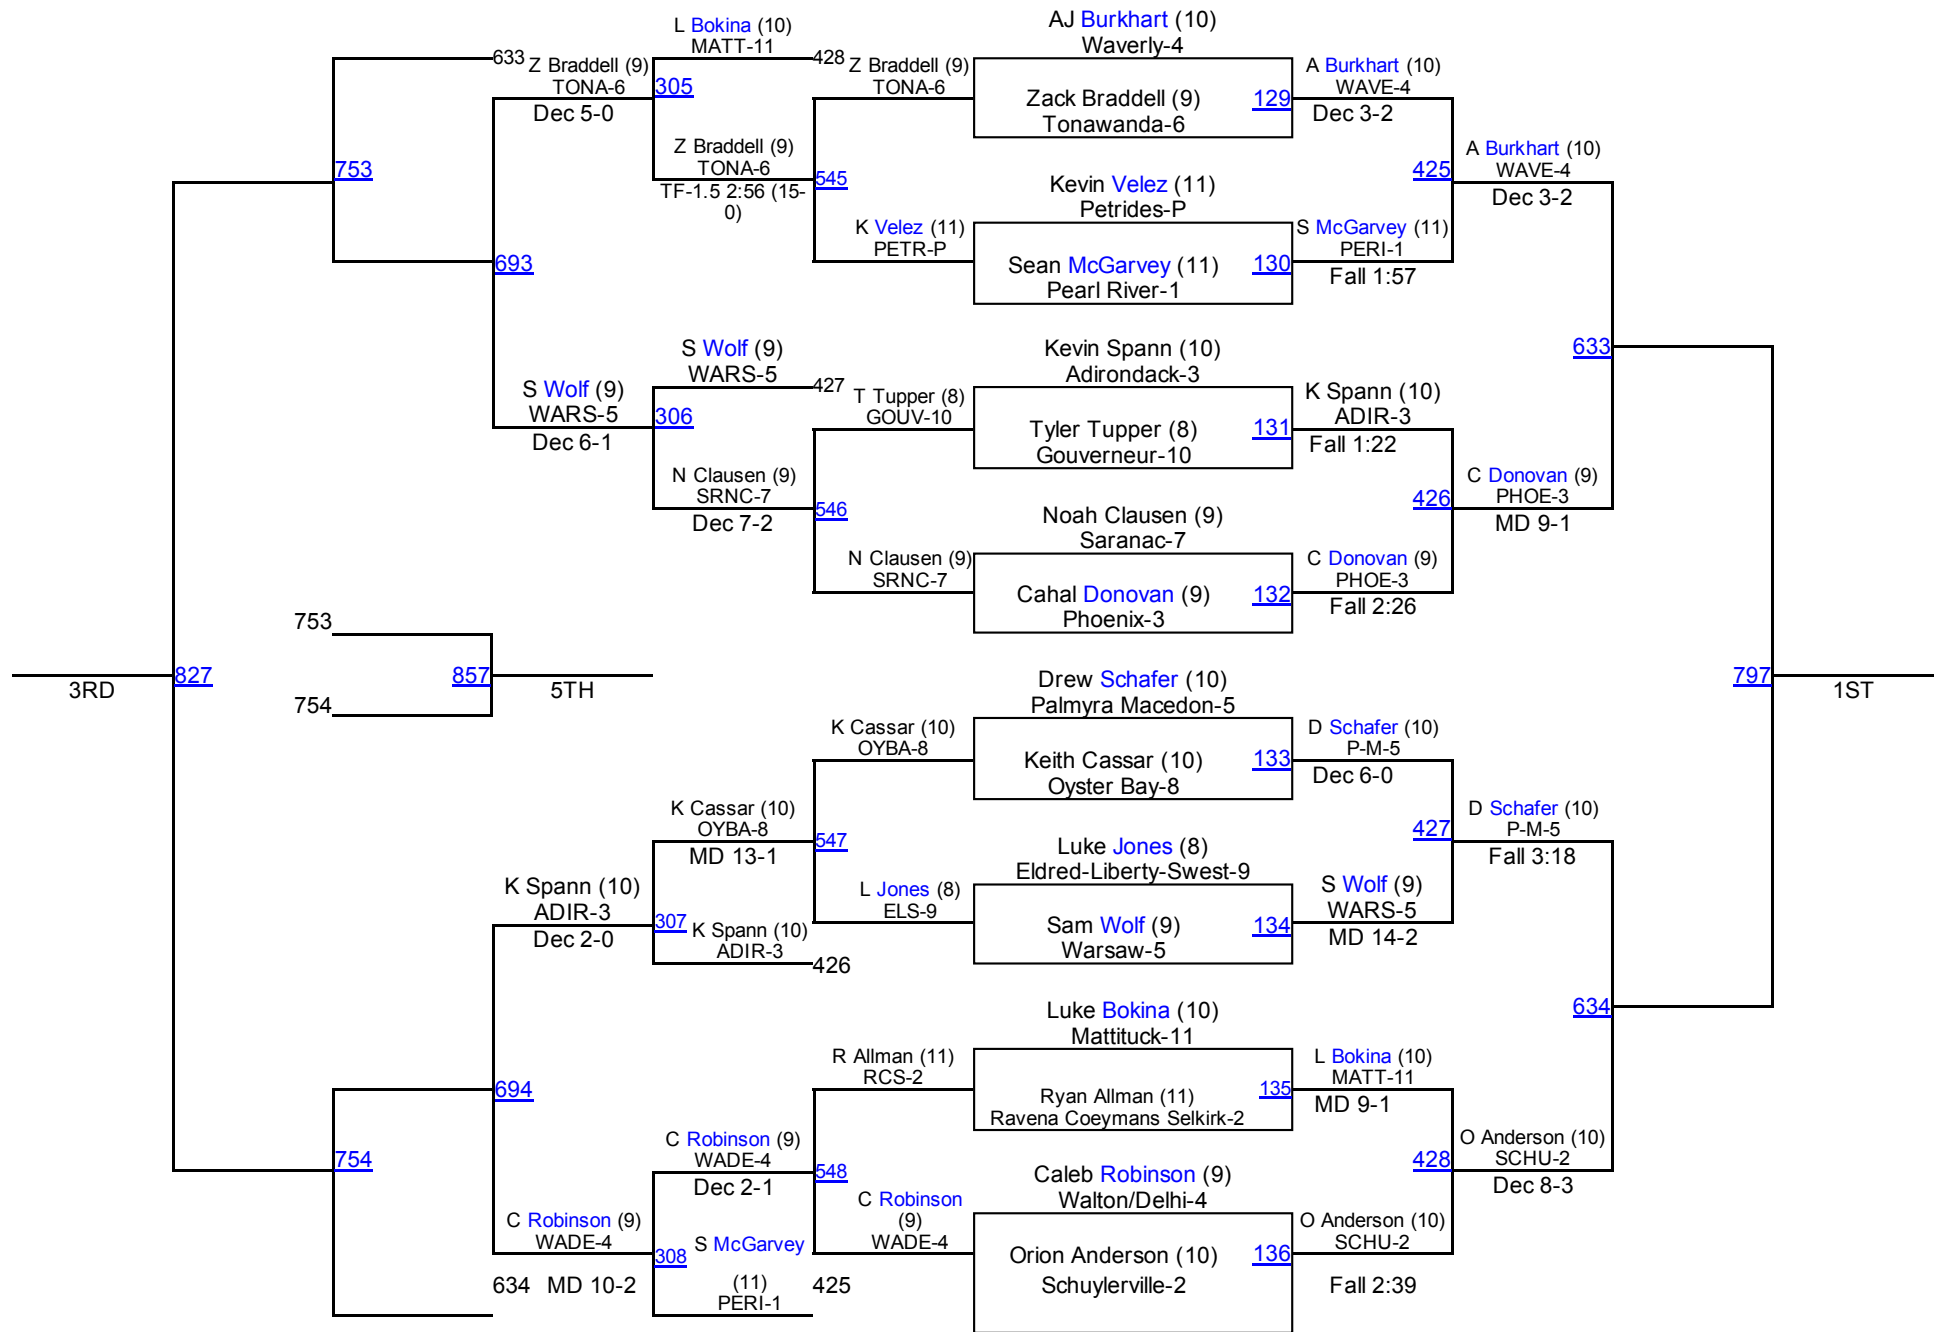 L Bokina (10)
MATT-11
633
Z Braddell (9)
TONA-6
305
Dec 5-0
428
Z Braddell (9)
TONA-6
AJ Burkhart (10)
Waverly-4
Zack Braddell (9)
129
Tonawanda-6
A Burkhart (10)
WAVE-4
Dec 3-2
753
Z Braddell (9)
TONA-6
TF-1.5 2:56 (15-
0)
545
Kevin Velez (11)
Petrides-P
425
A Burkhart (10)
WAVE-4
Dec 3-2
693
K Velez (11)
PETR-P
Sean McGarvey (11)
130
Pearl River-1
S McGarvey (11)
PERI-1
Fall 1:57
S Wolf (9)
WARS-5
Kevin Spann (10)
Adirondack-3
633
S Wolf (9)
WARS-5
306
Dec 6-1
427
T Tupper (8)
GOUV-10
Tyler Tupper (8)
131
Gouverneur-10
K Spann (10)
ADIR-3
Fall 1:22
N Clausen (9)
SRNC-7
Dec 7-2
546
Noah Clausen (9)
Saranac-7
426
C Donovan (9)
PHOE-3
MD 9-1
N Clausen (9)
SRNC-7
Cahal Donovan (9)
132
Phoenix-3
C Donovan (9)
PHOE-3
Fall 2:26
753
827
3RD
857
5TH
754
Drew Schafer (10)
Palmyra Macedon-5
797
1ST
K Cassar (10)
OYBA-8
Keith Cassar (10)
133
Oyster Bay-8
D Schafer (10)
P-M-5
Dec 6-0
K Cassar (10)
OYBA-8
MD 13-1
547
Luke Jones (8)
Eldred-Liberty-Swest-9
427
D Schafer (10)
P-M-5
Fall 3:18
K Spann (10)
ADIR-3
Dec 2-0
307
K Spann (10)
ADIR-3
426
L Jones (8)
ELS-9
Sam Wolf (9)
134
Warsaw-5
S Wolf (9)
WARS-5
MD 14-2
Luke Bokina (10)
Mattituck-11
634
694
R Allman (11)
RCS-2
Ryan Allman (11)
135
Ravena Coeymans Selkirk-2
L Bokina (10)
MATT-11
MD 9-1
754
C Robinson (9)
WADE-4
Dec 2-1
548
Caleb Robinson (9)
Walton/Delhi-4
428
O Anderson (10)
SCHU-2
Dec 8-3
C Robinson (9)
WADE-4
634
MD 10-2
308
S McGarvey
(11)
PERI-1
425
C Robinson
(9)
WADE-4
Orion Anderson (10)
136
Schuylerville-2
O Anderson (10)
SCHU-2
Fall 2:39